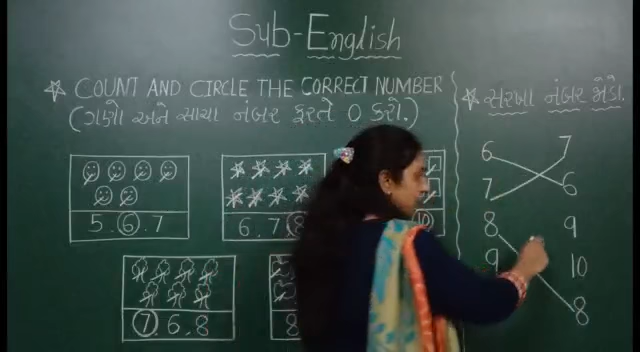 Sub-English
COUNT AND CIRCLE THE CORRECT NUMBER
(ગણો અને સાચા નંબર ફરતે O કરો.)
5.6.7
6,7
10
7 6,8
8
સરખા નંબર જોડો.
6 7
7 6
8 9
9 10
8